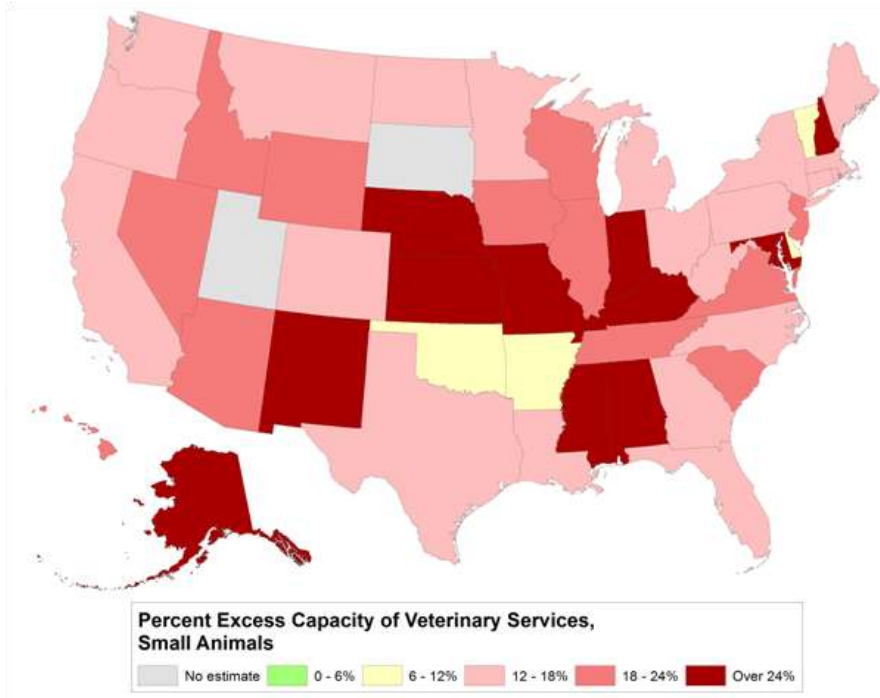 Percent Excess Capacity of Veterinary Services,
Small Animals
No estimate 0 - 6% 6 - 12% 12 - 18% 18 - 24% Over 24%